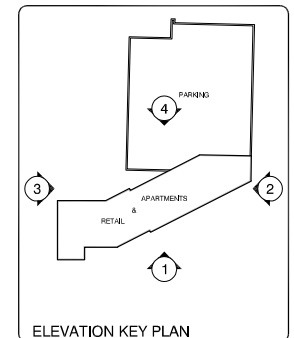 PARKING
4
3
APARTMENTS
2
&
RETAIL
1
ELEVATION KEY PLAN